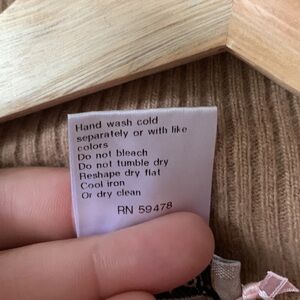 Hand wash cold
separately or with like
colors
Do not bleach
Do not tumble dry
Reshape dry flat
Cool iron
Or dry clean
RN 59478